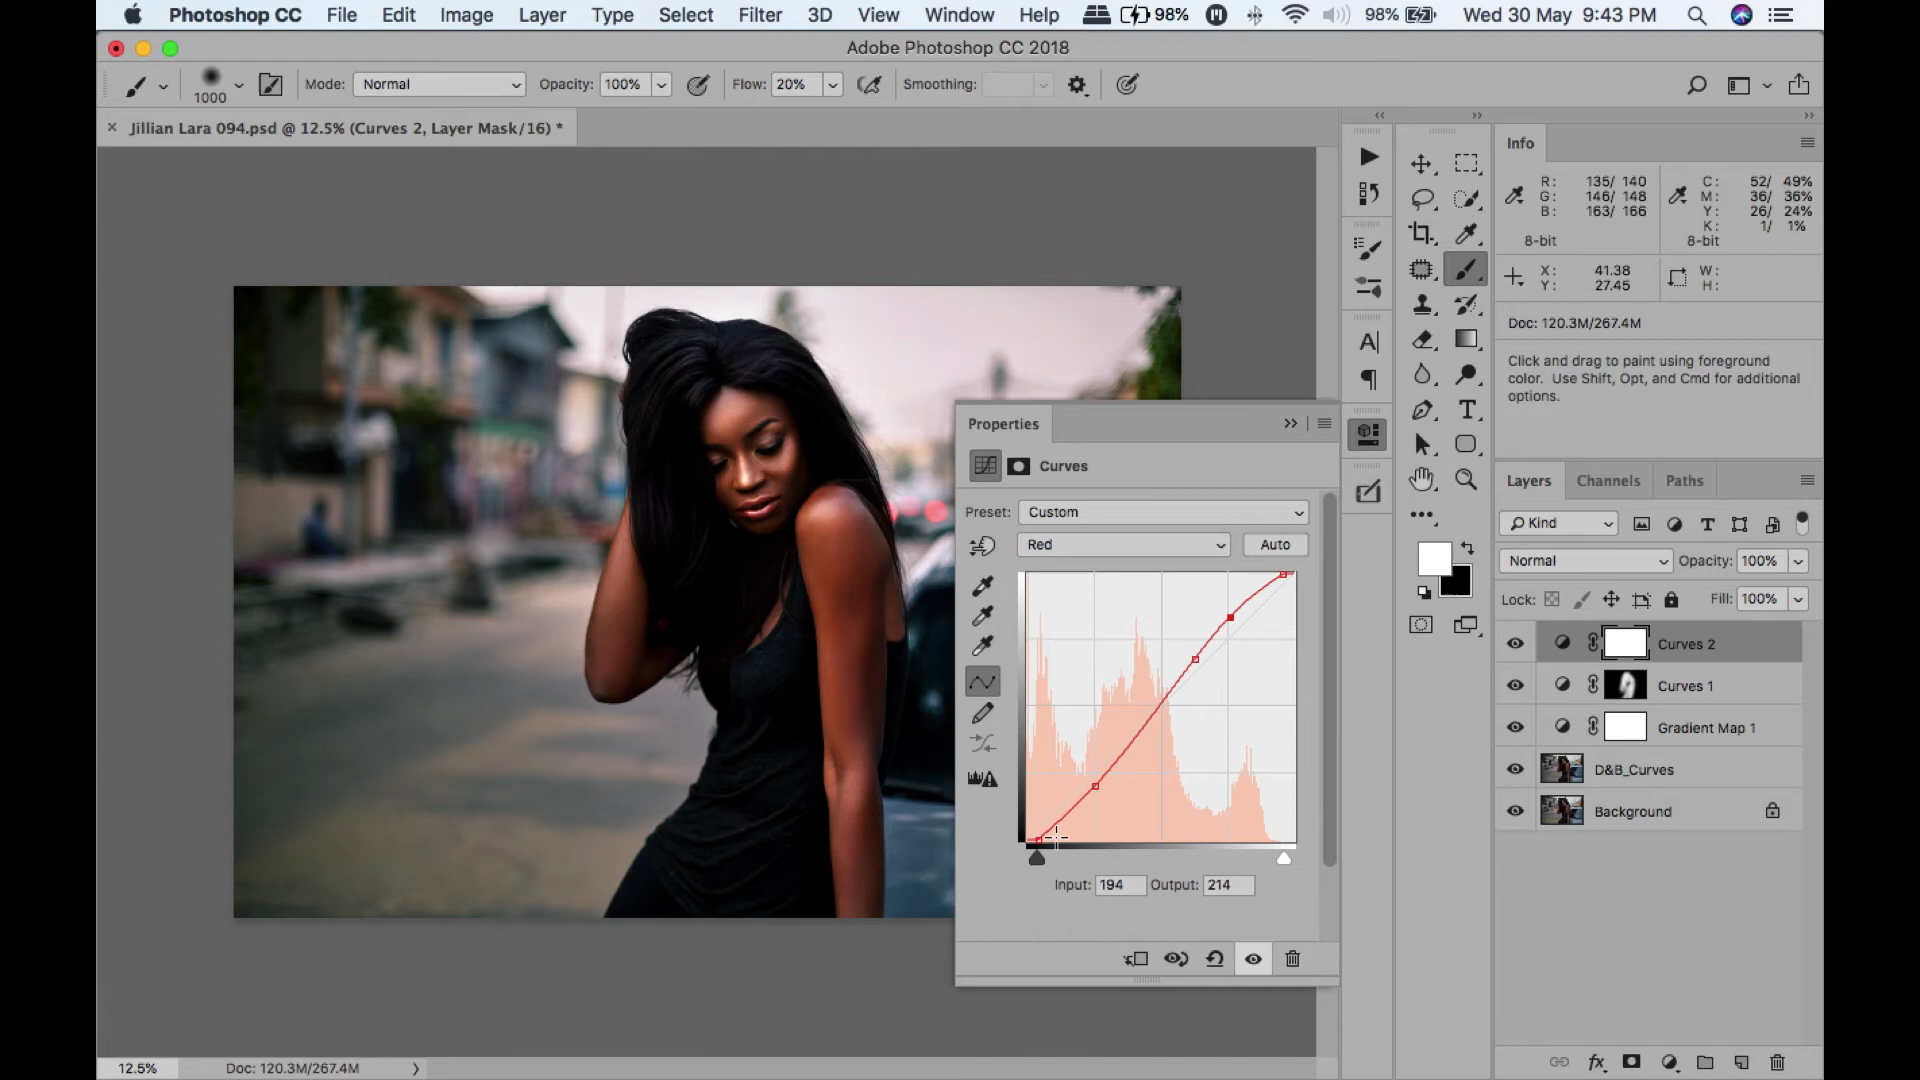 Photoshop CC File Edit Image Layer Type Select Filter 3D View Window Help 98% 98% Wed 30 May 9:43 PM
Adobe Photoshop CC 2018
1000 Mode: Normal Opacity: 100% Flow: 20% Smoothing:
× Jillian Lara 094.psd @ 12.5% (Curves 2, Layer Mask/16) *
Info
R: 135/ 140 C: 52/ 49%
G: 146/ 148 M: 36/ 36%
B: 163/ 166 Y: 26/ 24%
K: 1/ 1%
8-bit 8-bit
X: 41.38 W:
Y: 27.45 H:
Doc: 120.3M/267.4M
Click and drag to paint using foreground
color. Use Shift, Opt, and Cmd for additional
options.
Properties
Curves
Preset: Custom
Red Auto
Input: 194 Output: 214
Layers Channels Paths
Kind
Normal Opacity: 100%
Lock: Fill: 100%
Curves 2
Curves 1
Gradient Map 1
D&B_Curves
Background
fx
12.5% Doc: 120.3M/267.4M